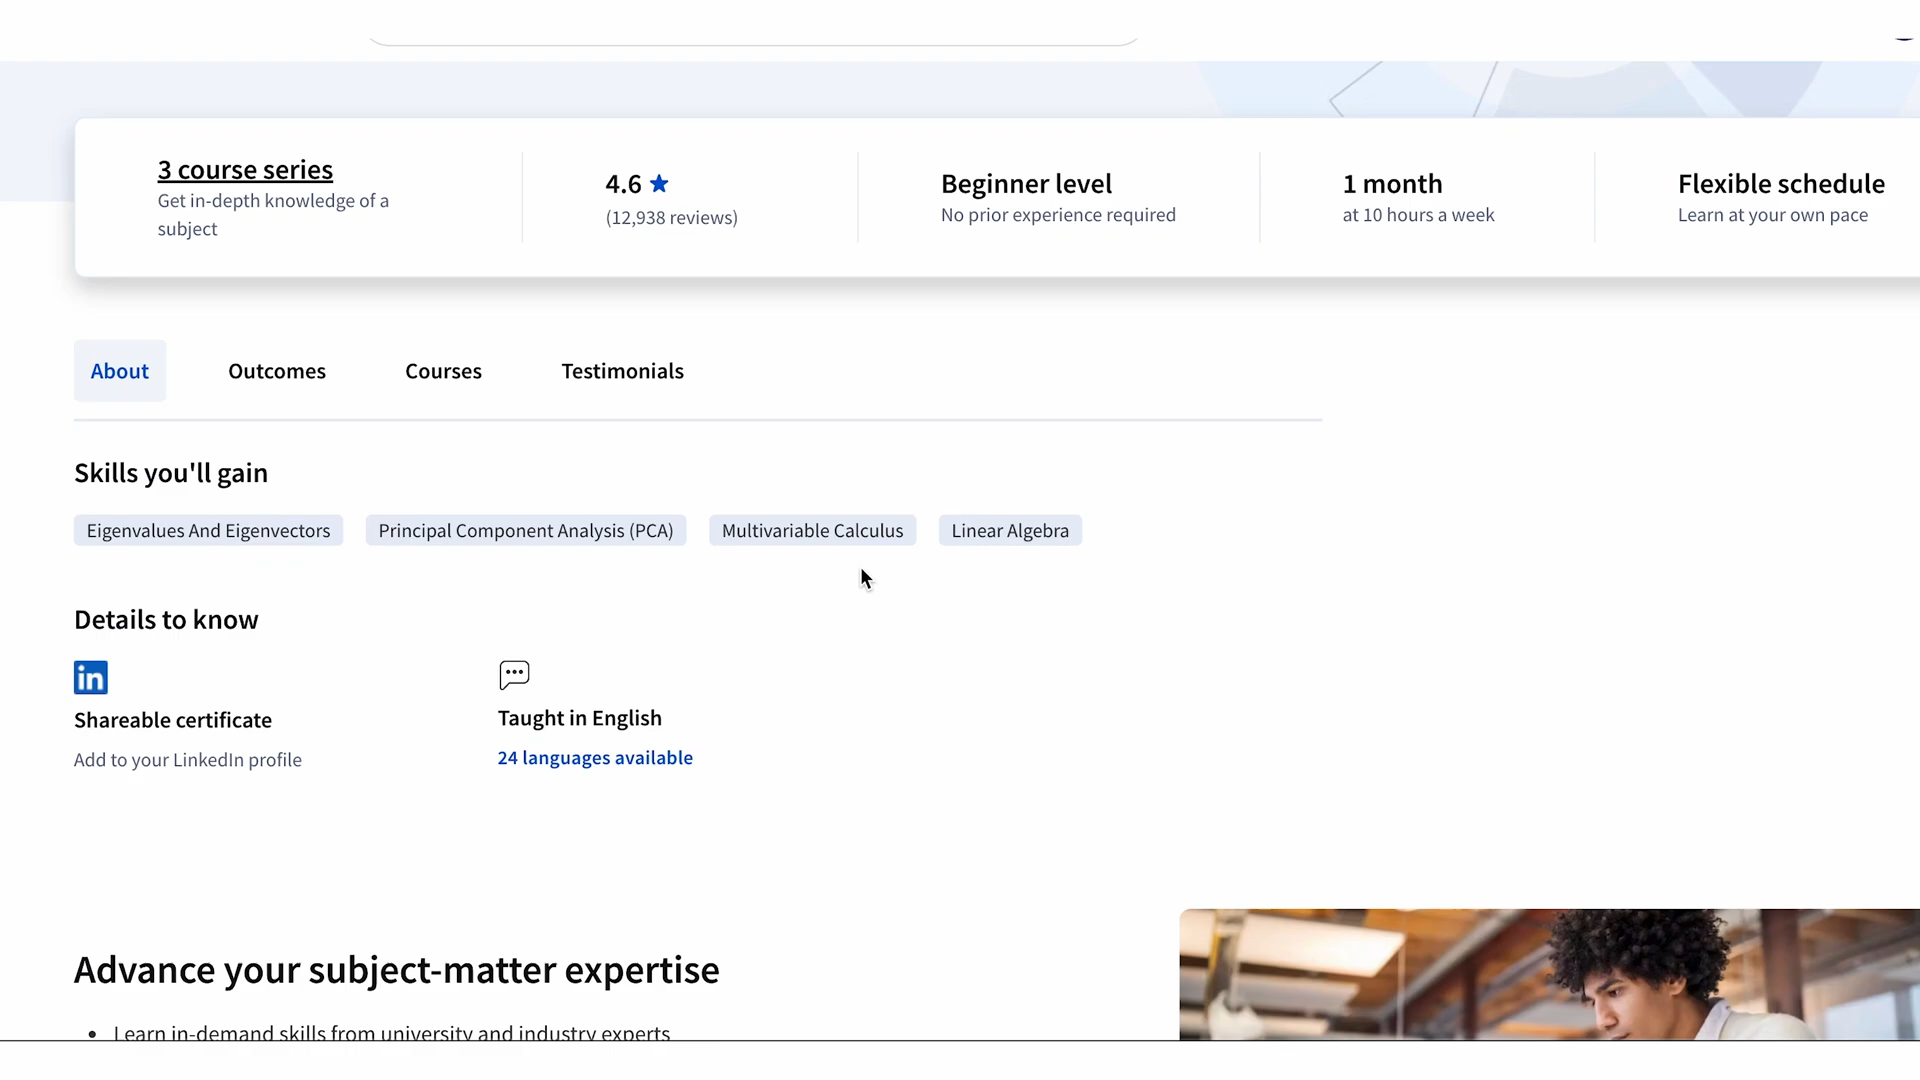 3 course series
Get in-depth knowledge of a
subject
4.6
(12,938 reviews)
Beginner level
No prior experience required
1 month
at 10 hours a week
Flexible schedule
Learn at your own pace
About
Outcomes
Courses
Testimonials
Skills you'll gain
Eigenvalues And Eigenvectors
Principal Component Analysis (PCA)
Multivariable Calculus
Linear Algebra
Details to know
in
Shareable certificate
Add to your LinkedIn profile
Taught in English
24 languages available
Advance your subject-matter expertise
• Learn in-demand skills from university and industry experts